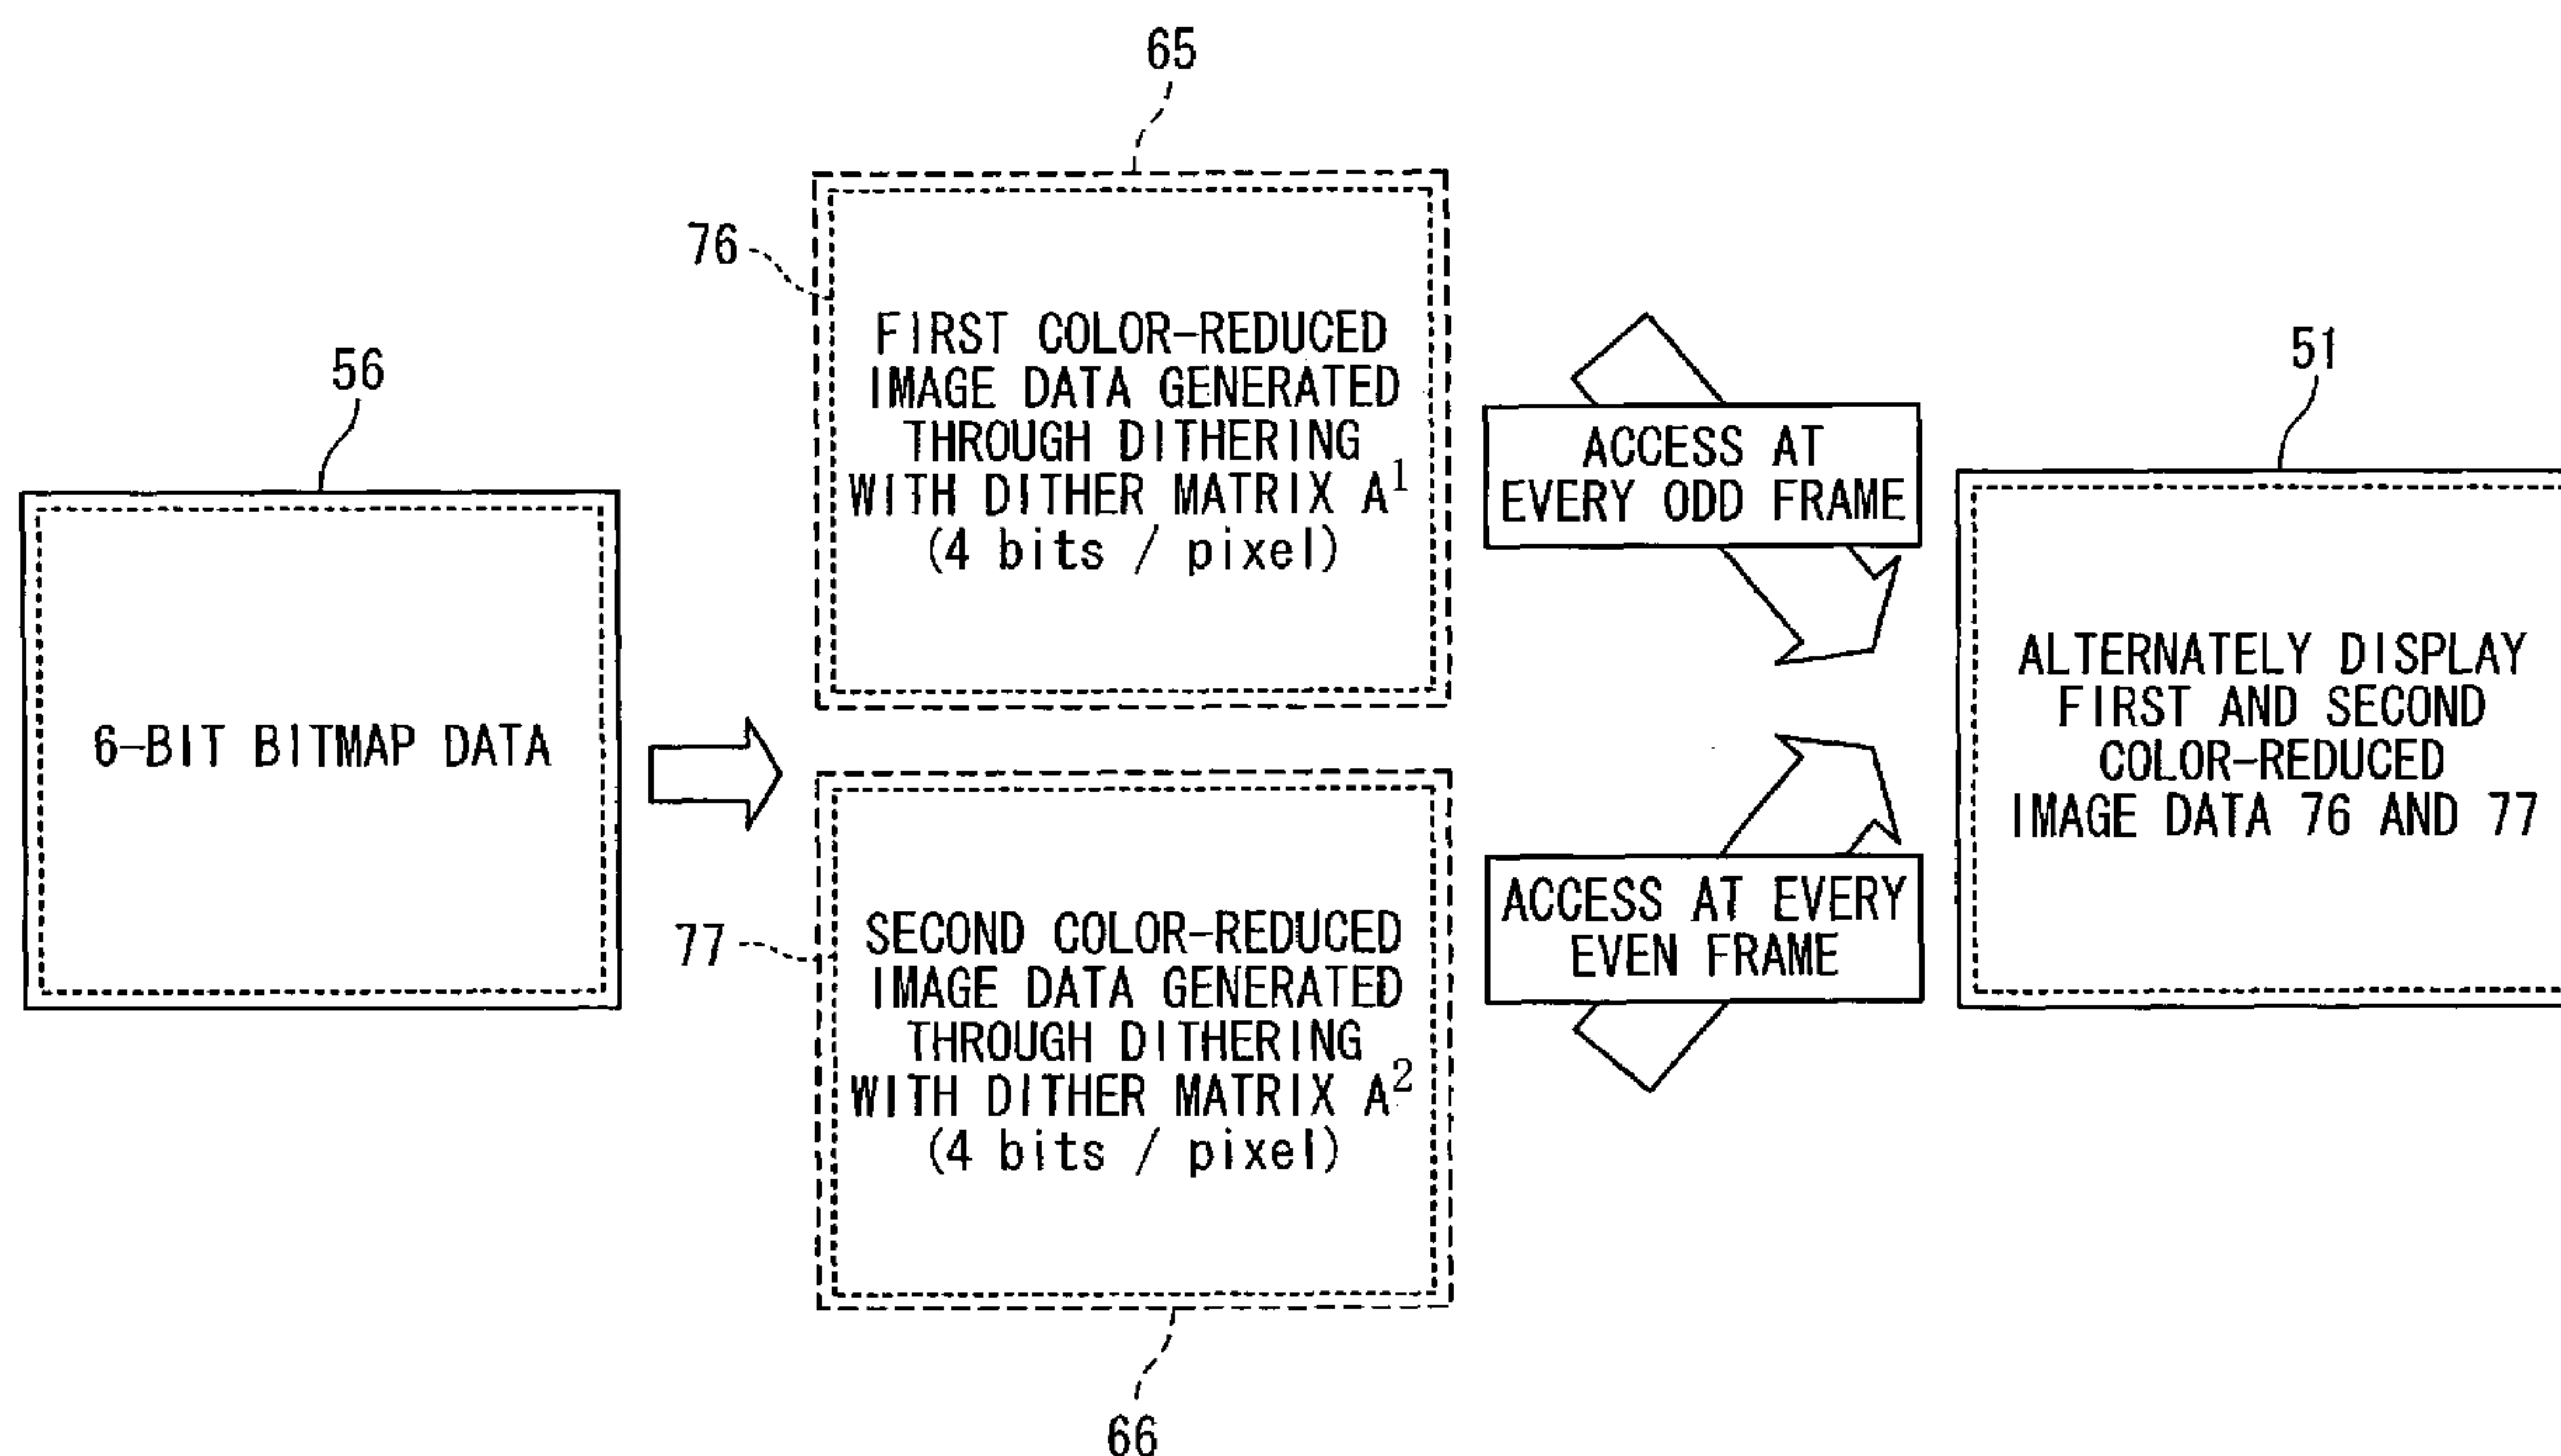 65
76
FIRST COLOR-REDUCED
IMAGE DATA GENERATED
THROUGH DITHERING
WITH DITHER MATRIX A¹
(4 bits / pixel)
56
6-BIT BITMAP DATA
ACCESS AT
EVERY ODD FRAME
51
ALTERNATELY DISPLAY
FIRST AND SECOND
COLOR-REDUCED
IMAGE DATA 76 AND 77
77
SECOND COLOR-REDUCED
IMAGE DATA GENERATED
THROUGH DITHERING
WITH DITHER MATRIX A²
(4 bits / pixel)
ACCESS AT EVERY
EVEN FRAME
66